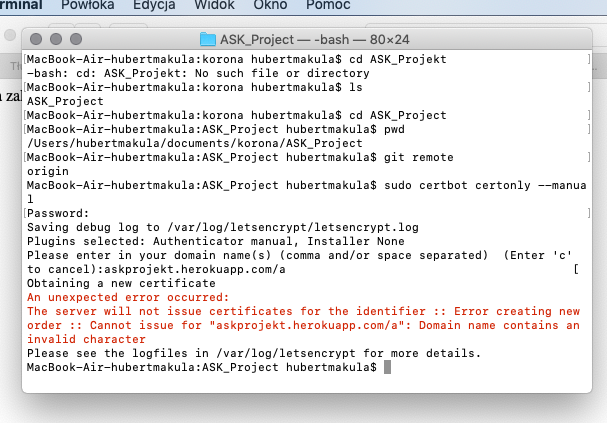 rminal Powłoka Edycja Widok Okno Pomoc
ASK_Project — -bash — 80×24
[MacBook-Air-hubertmakula:korona hubertmakula$ cd ASK_Projekt ]
-bash: cd: ASK_Projekt: No such file or directory
[MacBook-Air-hubertmakula:korona hubertmakula$ ls ]
ASK_Project
[MacBook-Air-hubertmakula:korona hubertmakula$ cd ASK_Project ]
[MacBook-Air-hubertmakula:ASK_Project hubertmakula$ pwd ]
/Users/hubertmakula/documents/korona/ASK_Project
[MacBook-Air-hubertmakula:ASK_Project hubertmakula$ git remote ]
origin
MacBook-Air-hubertmakula:ASK_Project hubertmakula$ sudo certbot certonly --manua
l
[Password: ]
Saving debug log to /var/log/letsencrypt/letsencrypt.log
Plugins selected: Authenticator manual, Installer None
Please enter in your domain name(s) (comma and/or space separated)  (Enter 'c'
to cancel):askprojekt.herokuapp.com/a [
Obtaining a new certificate
An unexpected error occurred:
The server will not issue certificates for the identifier :: Error creating new
order :: Cannot issue for "askprojekt.herokuapp.com/a": Domain name contains an
invalid character
Please see the logfiles in /var/log/letsencrypt for more details.
MacBook-Air-hubertmakula:ASK_Project hubertmakula$